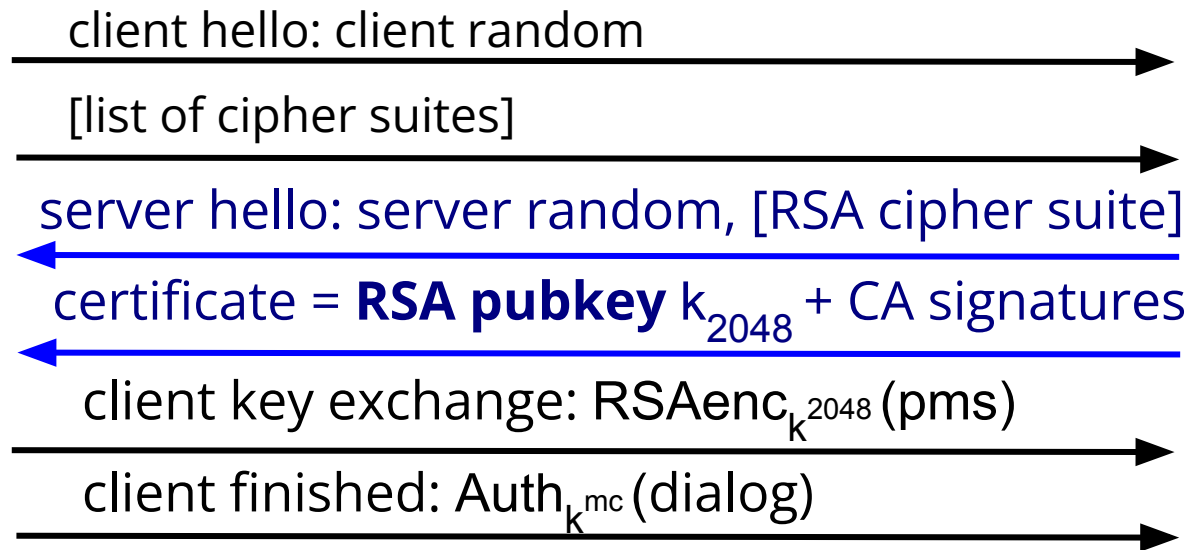 client hello: client random
[list of cipher suites]
server hello: server random, [RSA cipher suite]
certificate = RSA pubkey k2048 + CA signatures
client key exchange: RSAenck2048 (pms)
client finished: Authkmc (dialog)